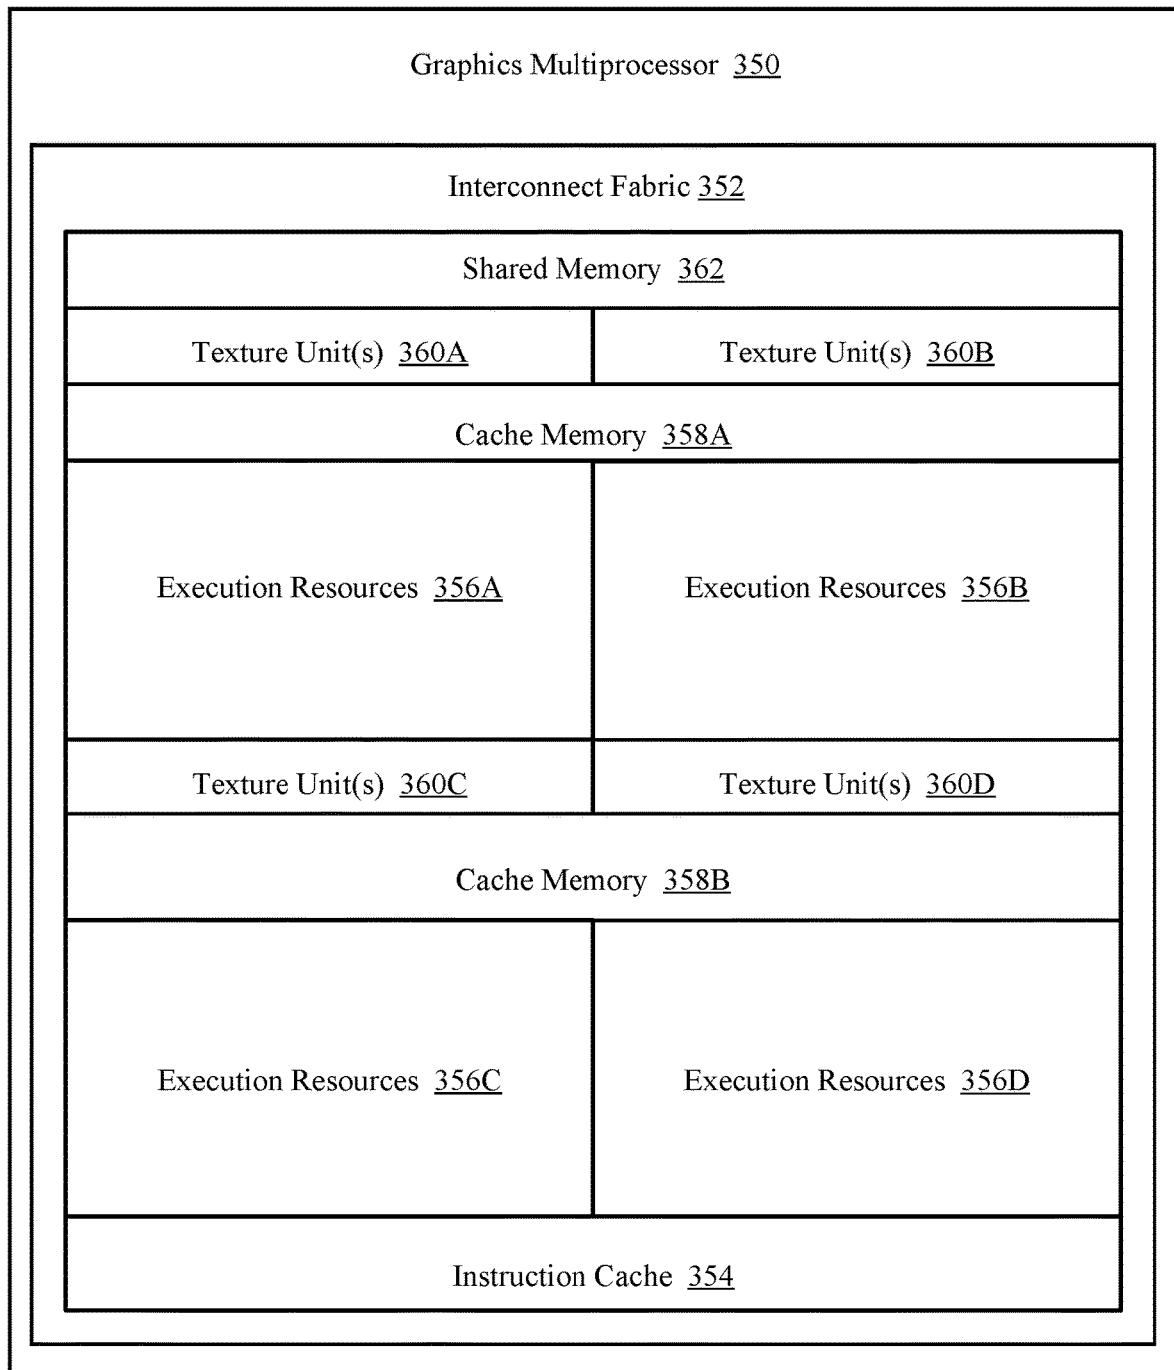 Graphics Multiprocessor 350
Interconnect Fabric 352
Shared Memory 362
Texture Unit(s) 360A
Texture Unit(s) 360B
Cache Memory 358A
Execution Resources 356A
Execution Resources 356B
Texture Unit(s) 360C
Texture Unit(s) 360D
Cache Memory 358B
Execution Resources 356C
Execution Resources 356D
Instruction Cache 354